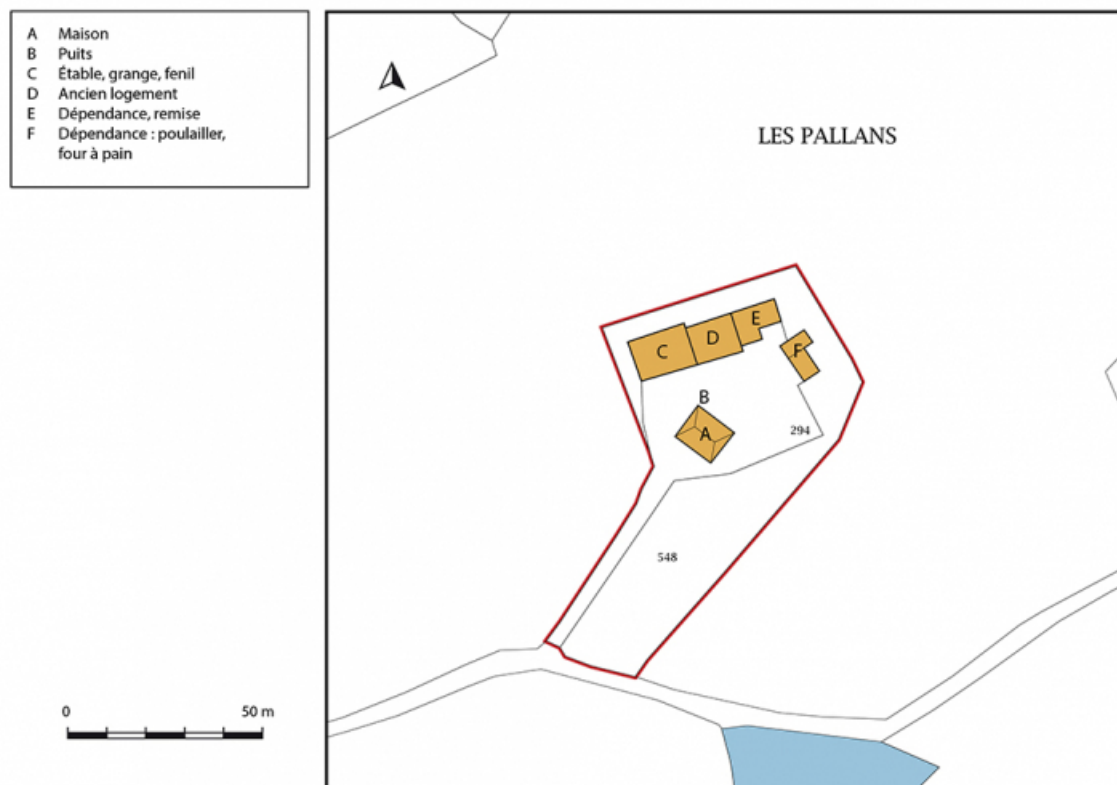 A Maison
B Puits
C Étable, grange, fenil
D Ancien logement
E Dépendance, remise
F Dépendance : poulailler,
four à pain
LES PALLANS
E
D
C
F
B
A
294
548
0 50 m